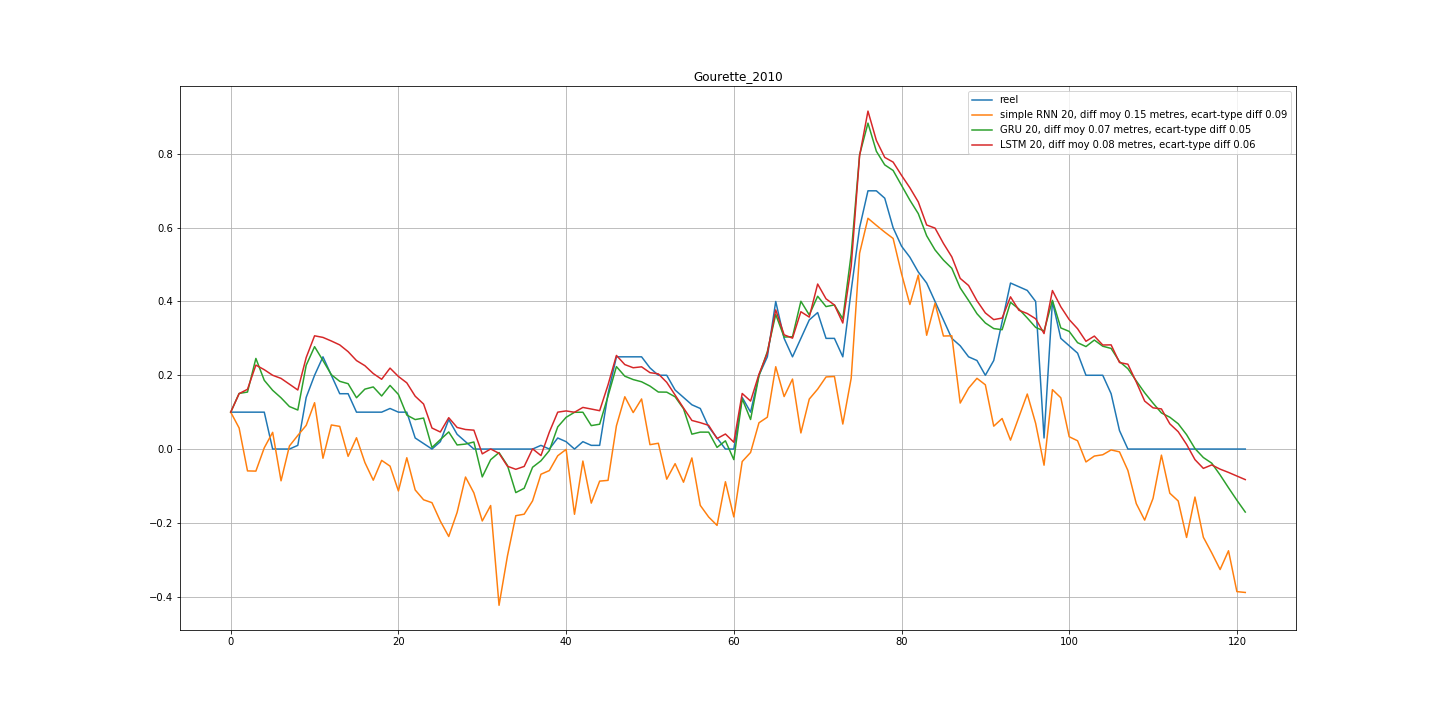 Gourette_2010
reel
simple RNN 20, diff moy 0.15 metres, ecart-type diff 0.09
GRU 20, diff moy 0.07 metres, ecart-type diff 0.05
LSTM 20, diff moy 0.08 metres, ecart-type diff 0.06
0.8
0.6
0.4
0.2
0.0
−0.2
−0.4
0 20 40 60 80 100 120